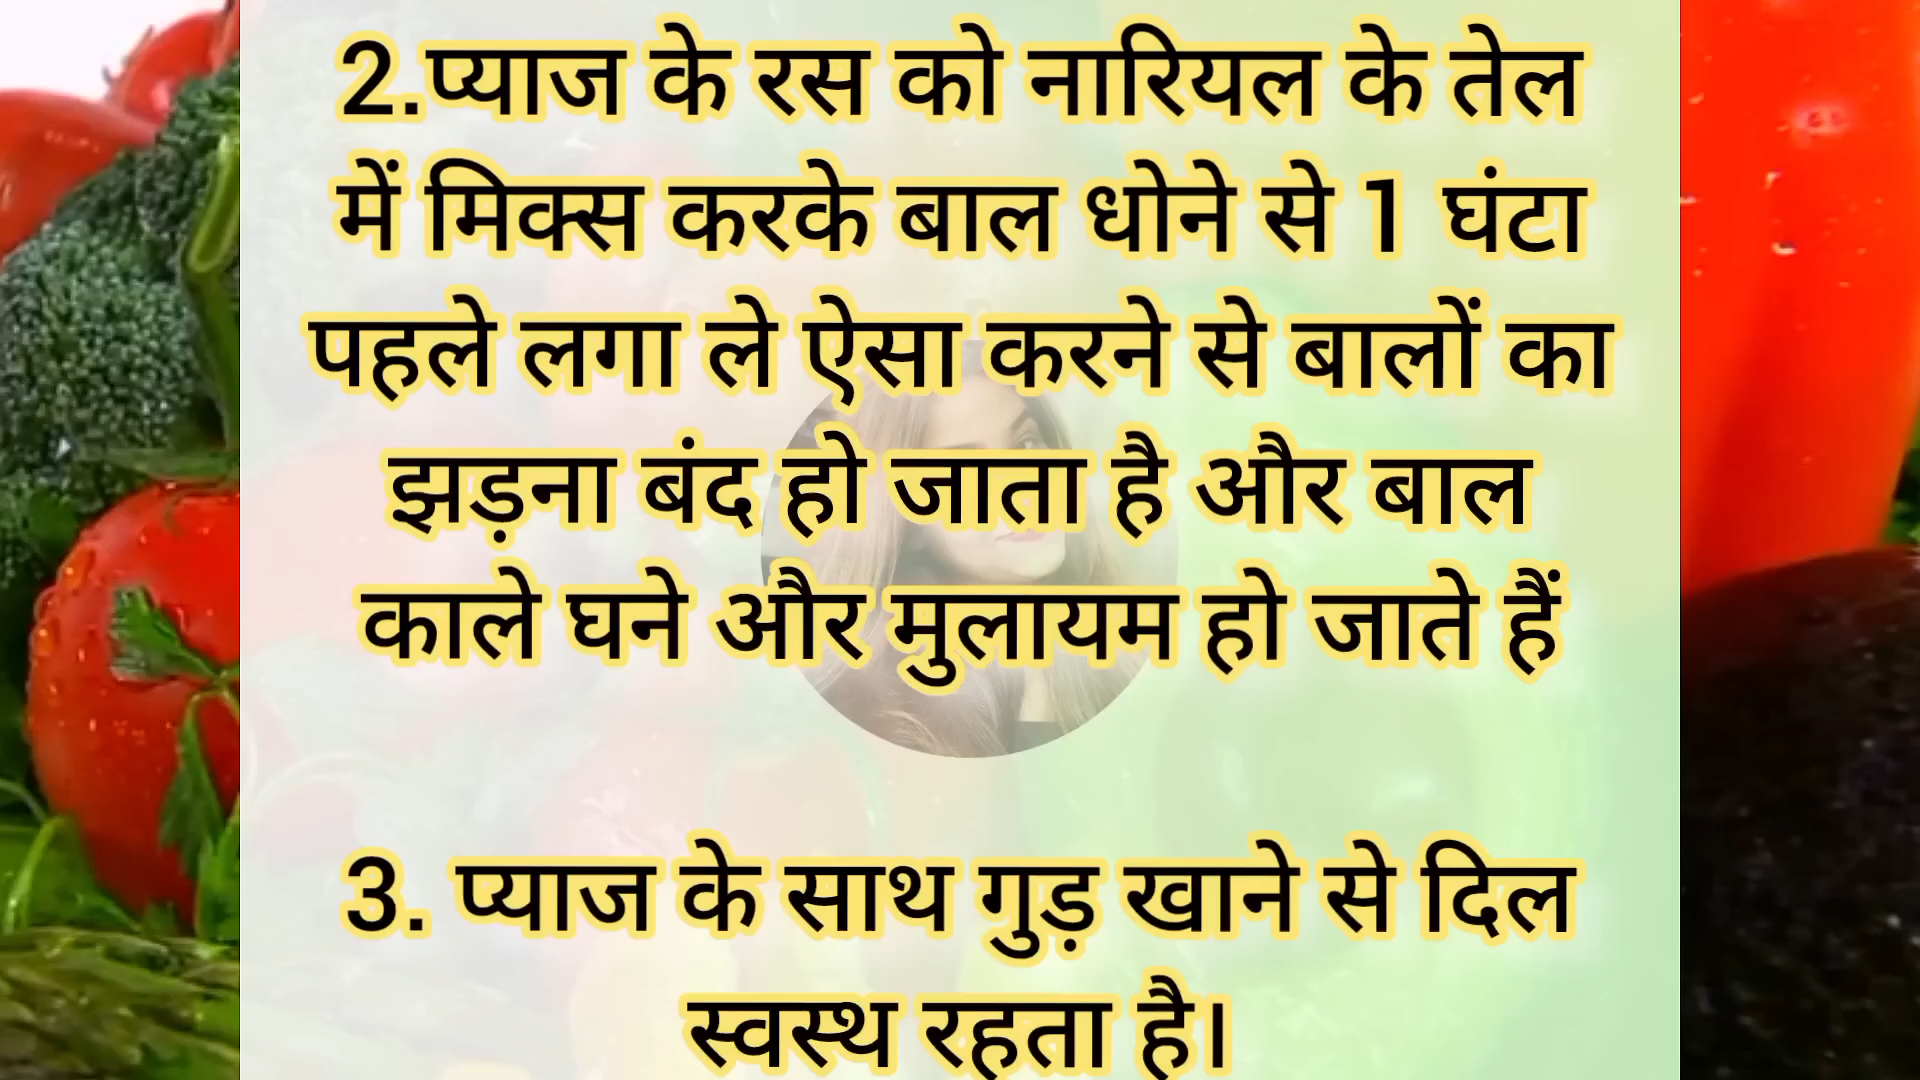 2.प्याज के रस को नारियल के तेल
में मिक्स करके बाल धोने से 1 घंटा
पहले लगा ले ऐसा करने से बालों का
झड़ना बंद हो जाता है और बाल
काले घने और मुलायम हो जाते हैं
3. प्याज के साथ गुड़ खाने से दिल
स्वस्थ रहता है।